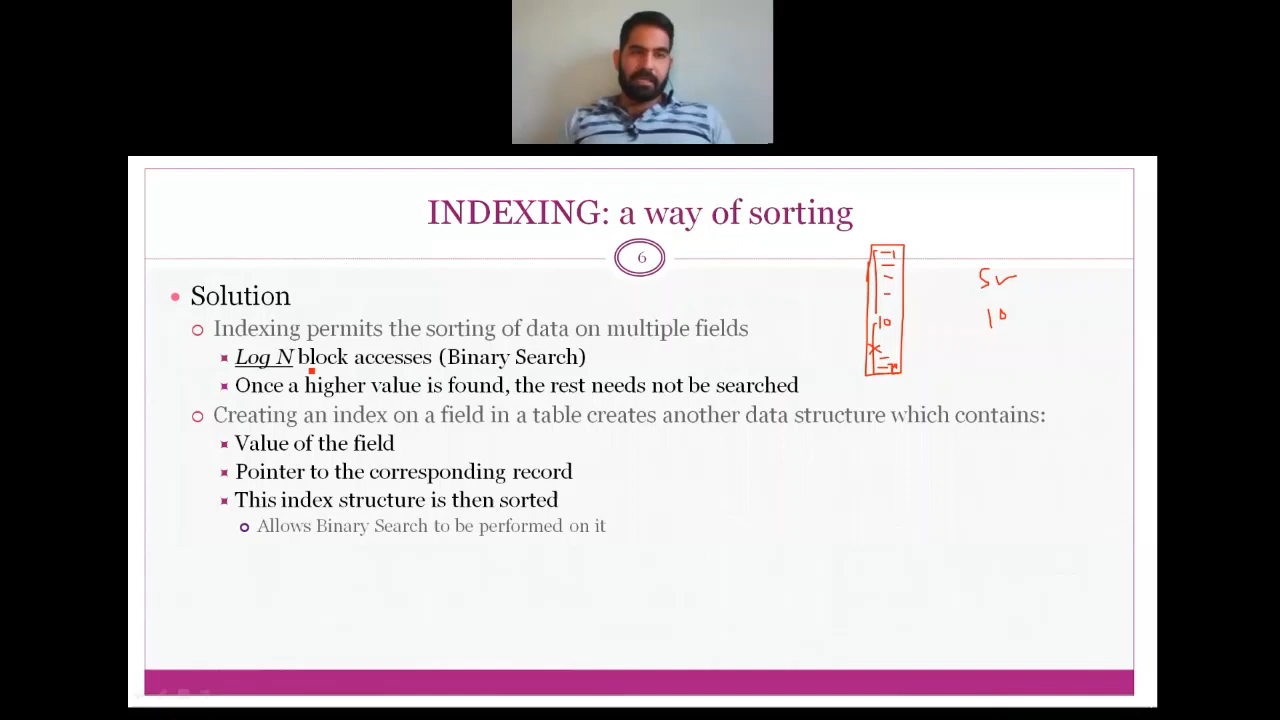 INDEXING: a way of sorting
6
Solution
Indexing permits the sorting of data on multiple fields
Log N block accesses (Binary Search)
Once a higher value is found, the rest needs not be searched
Creating an index on a field in a table creates another data structure which contains:
Value of the field
Pointer to the corresponding record
This index structure is then sorted
Allows Binary Search to be performed on it
10
10